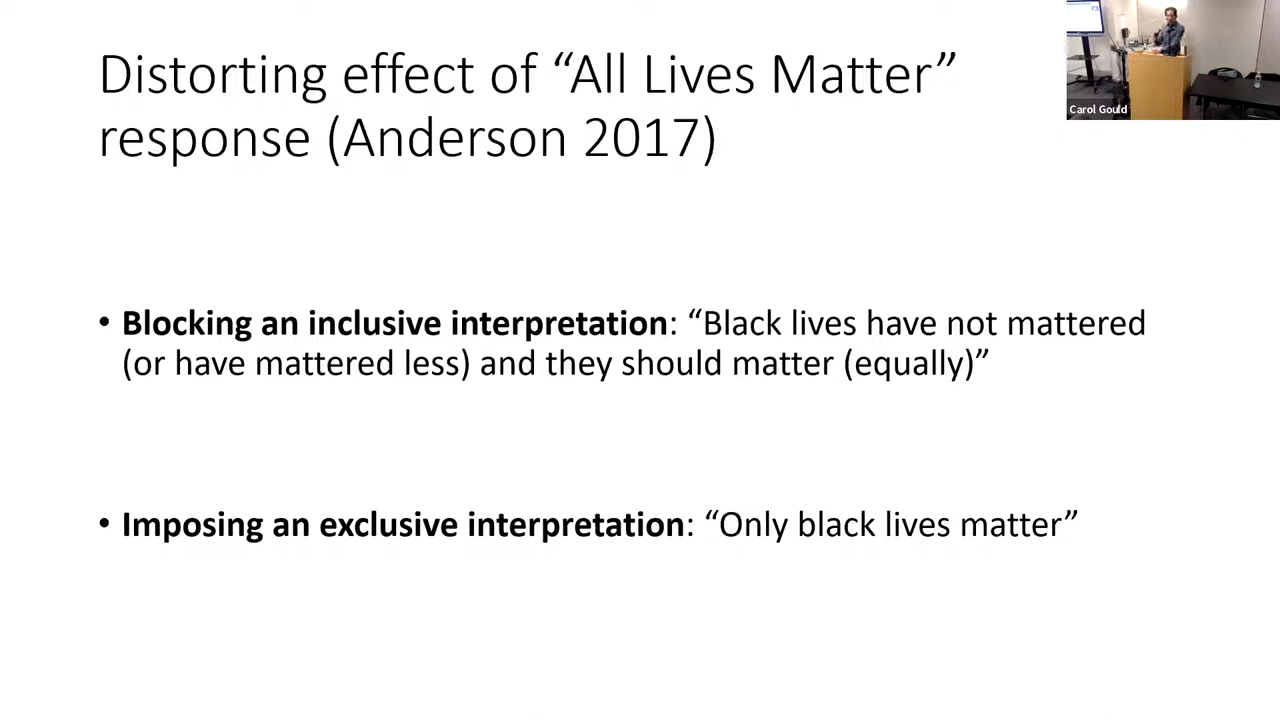 Distorting effect of “All Lives Matter”
response (Anderson 2017)
Carol Gould
• Blocking an inclusive interpretation: “Black lives have not mattered
(or have mattered less) and they should matter (equally)”
• Imposing an exclusive interpretation: “Only black lives matter”